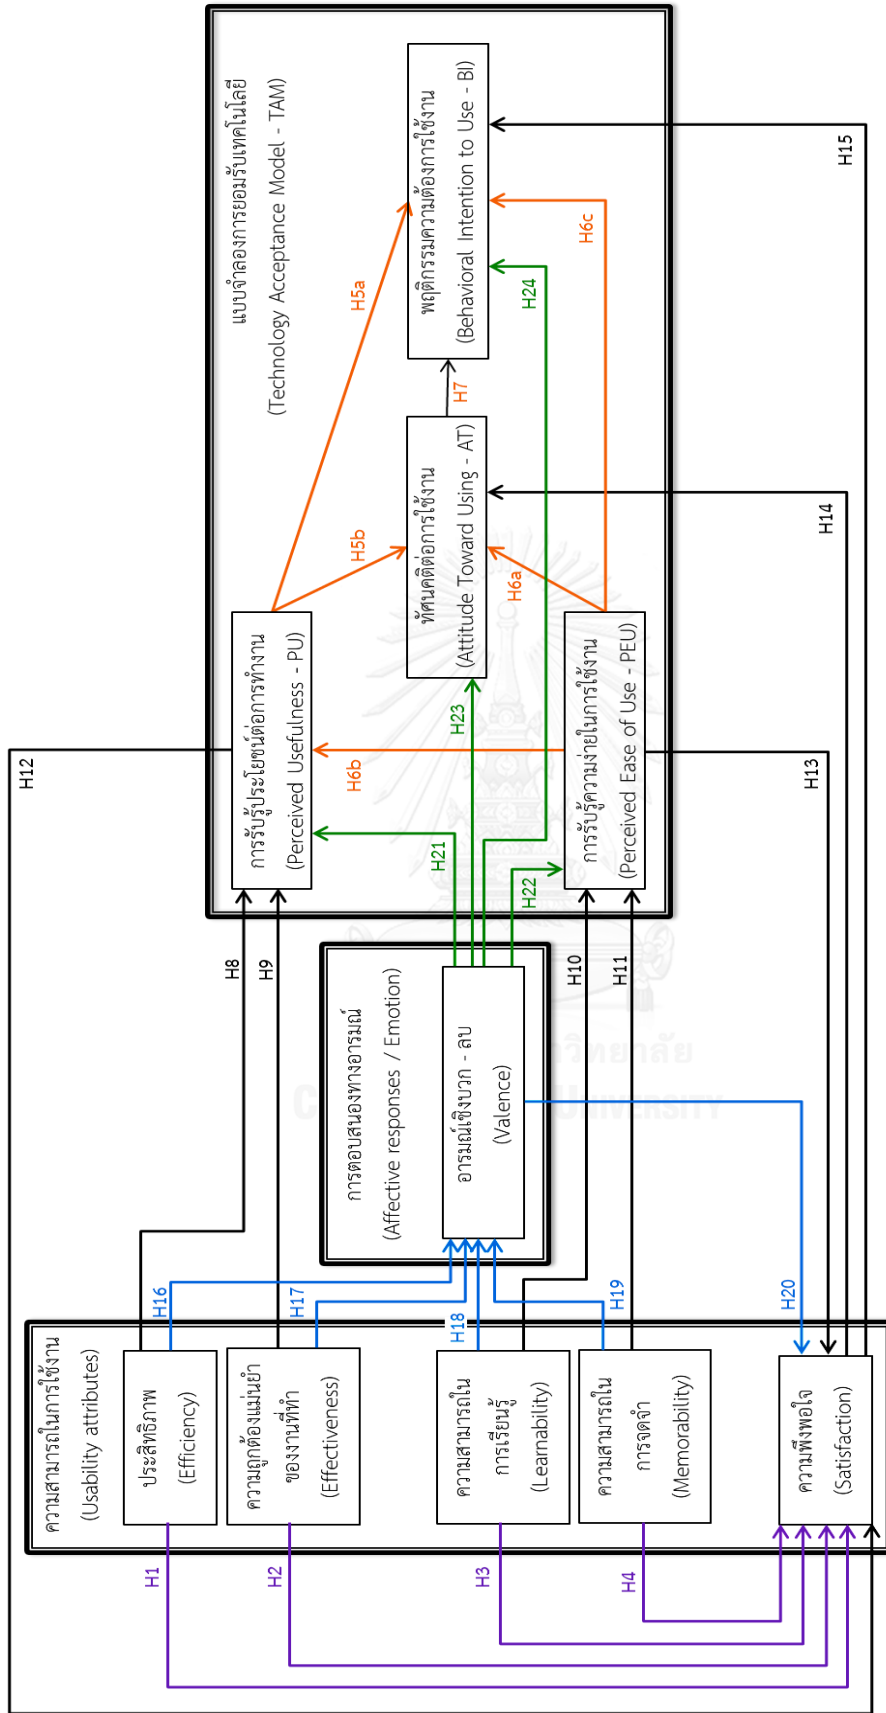 ความสามารถในการใช้งาน
(Usability attributes)
ประสิทธิภาพ
(Efficiency)
ความถูกต้องแม่นยำ
ของงานที่ทำ
(Effectiveness)
ความสามารถใน
การเรียนรู้
(Learnability)
ความสามารถใน
การจดจำ
(Memorability)
ความพึงพอใจ
(Satisfaction)
H1
H2
H3
H4
H16
H17
H18
H19
H20
การตอบสนองทางอารมณ์
(Affective responses / Emotion)
อารมณ์เชิงบวก - ลบ
(Valence)
H8
H9
H10
H11
H12
H21
H22
H23
H24
H13
H14
H15
แบบจำลองการยอมรับเทคโนโลยี
(Technology Acceptance Model - TAM)
การรับรู้ประโยชน์ต่อการทำงาน
(Perceived Usefulness - PU)
ทัศนคติต่อการใช้งาน
(Attitude Toward Using - AT)
การรับรู้ความง่ายในการใช้งาน
(Perceived Ease of Use - PEU)
พฤติกรรมความต้องการใช้งาน
(Behavioral Intention to Use - BI)
H5a
H5b
H6a
H6b
H6c
H7
UNIVERSITY